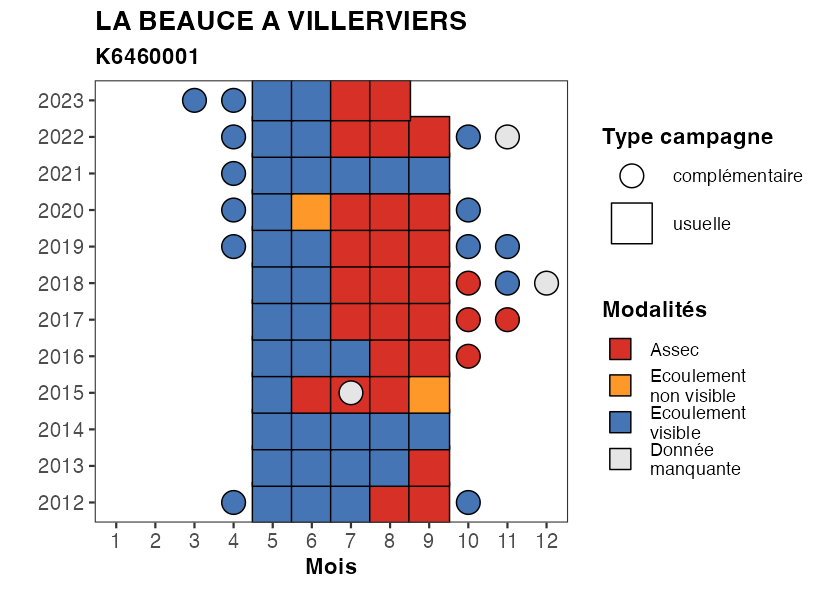 LA BEAUCE A VILLERVIERS
K6460001
2023
2022
2021
2020
2019
2018
2017
2016
2015
2014
2013
2012
1 2 3 4 5 6 7 8 9 10 11 12
Mois
Type campagne
complémentaire
usuelle
Modalités
Assec
Ecoulement
non visible
Ecoulement
visible
Donnée
manquante